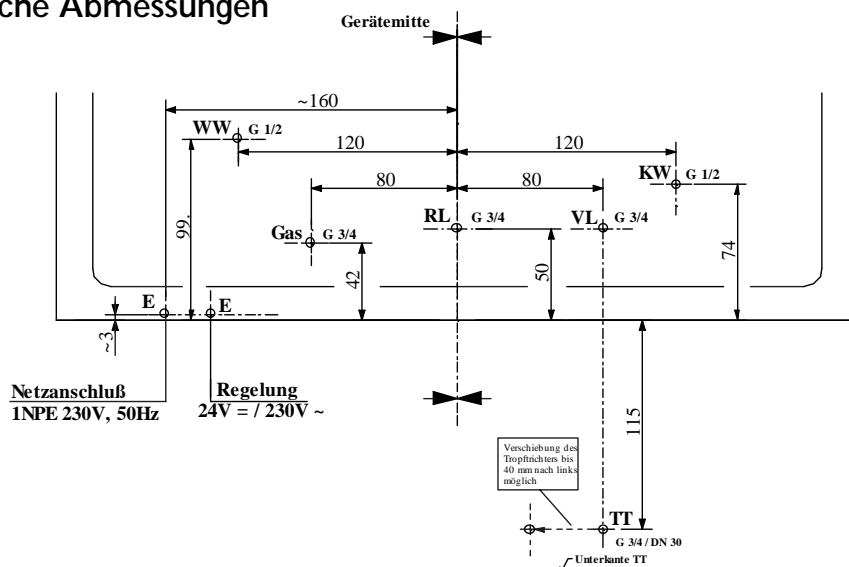 che Abmessungen
Gerätemitte
~160
WW G 1/2
120
120
KW G 1/2
80
80
99.
RL G 3/4
VL G 3/4
Gas G 3/4
74
42
50
E
E
~3
Netzanschluß
1NPE 230V, 50Hz
Regelung
24V = / 230V ~
115
Verschiebung des
Tropftrichters bis
40 mm nach links
möglich
TT
G 3/4 / DN 30
Unterkante TT